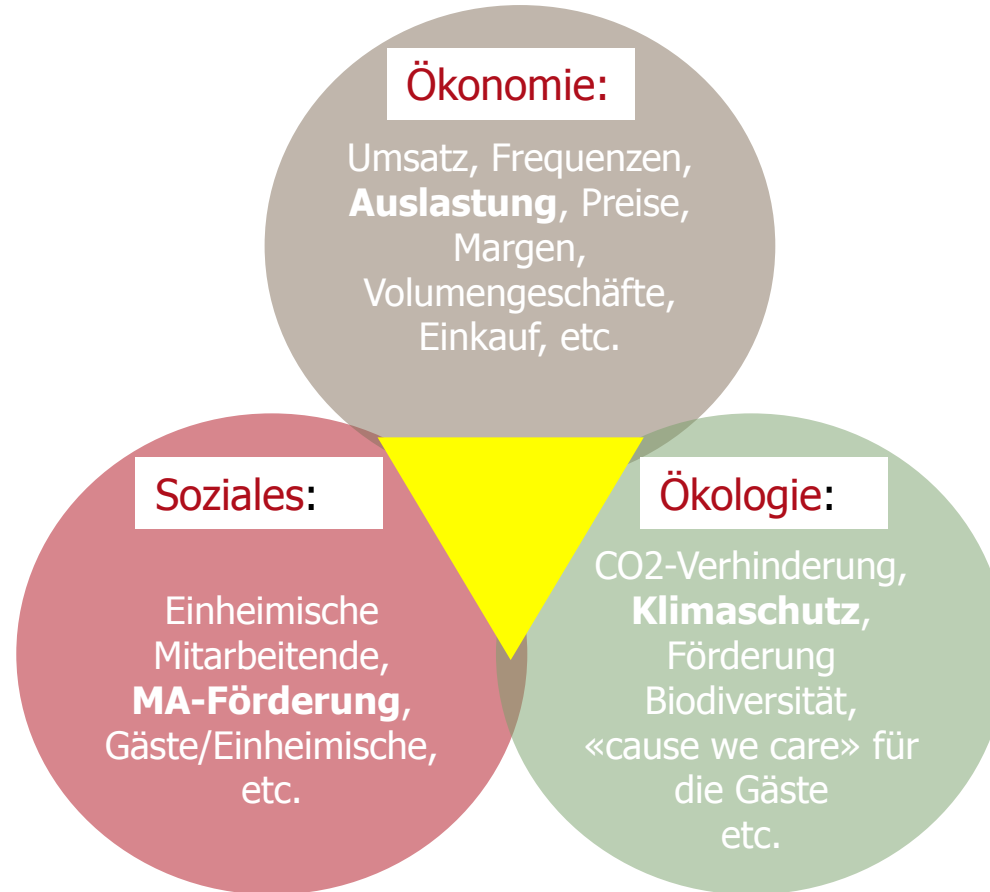 Ökonomie:
Umsatz, Frequenzen,
Auslastung, Preise,
Margen,
Volumengeschäfte,
Einkauf, etc.
Soziales:
Einheimische
Mitarbeitende,
MA-Förderung,
Gäste/Einheimische,
etc.
Ökologie:
CO2-Verhinderung,
Klimaschutz,
Förderung
Biodiversität,
«cause we care» für
die Gäste
etc.